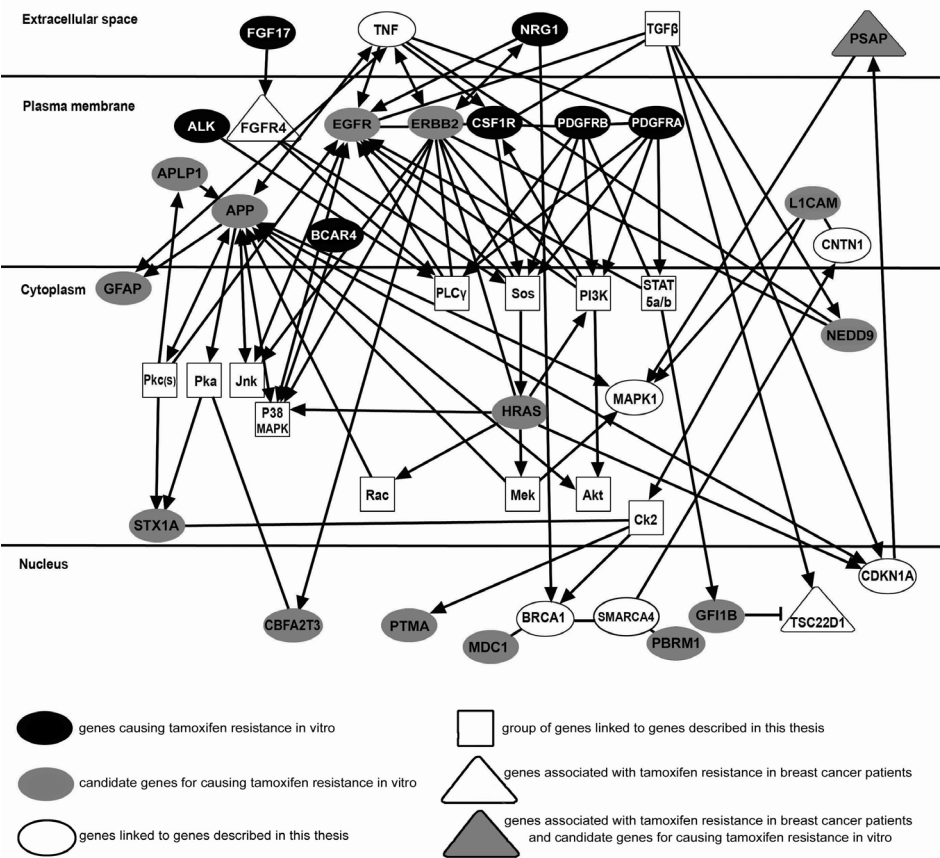 Extracellular space
FGF17
TNF
NRG1
TGFβ
PSAP
Plasma membrane
ALK
FGFR4
EGFR
ERBB2
CSF1R
PDGFRB
PDGFRA
APLP1
APP
BCAR4
L1CAM
CNTN1
Cytoplasm
GFAP
PLCγ
Sos
PI3K
STAT
5a/b
NEDD9
Pkc(s)
Pka
Jnk
P38
MAPK
HRAS
MAPK1
Rac
Mek
Akt
STX1A
Ck2
Nucleus
CDKN1A
CBFA2T3
PTMA
BRCA1
SMARCA4
GFI1B
TSC22D1
MDC1
PBRM1
genes causing tamoxifen resistance in vitro
group of genes linked to genes described in this thesis
candidate genes for causing tamoxifen resistance in vitro
genes associated with tamoxifen resistance in breast cancer patients
genes linked to genes described in this thesis
genes associated with tamoxifen resistance in breast cancer patients
and candidate genes for causing tamoxifen resistance in vitro